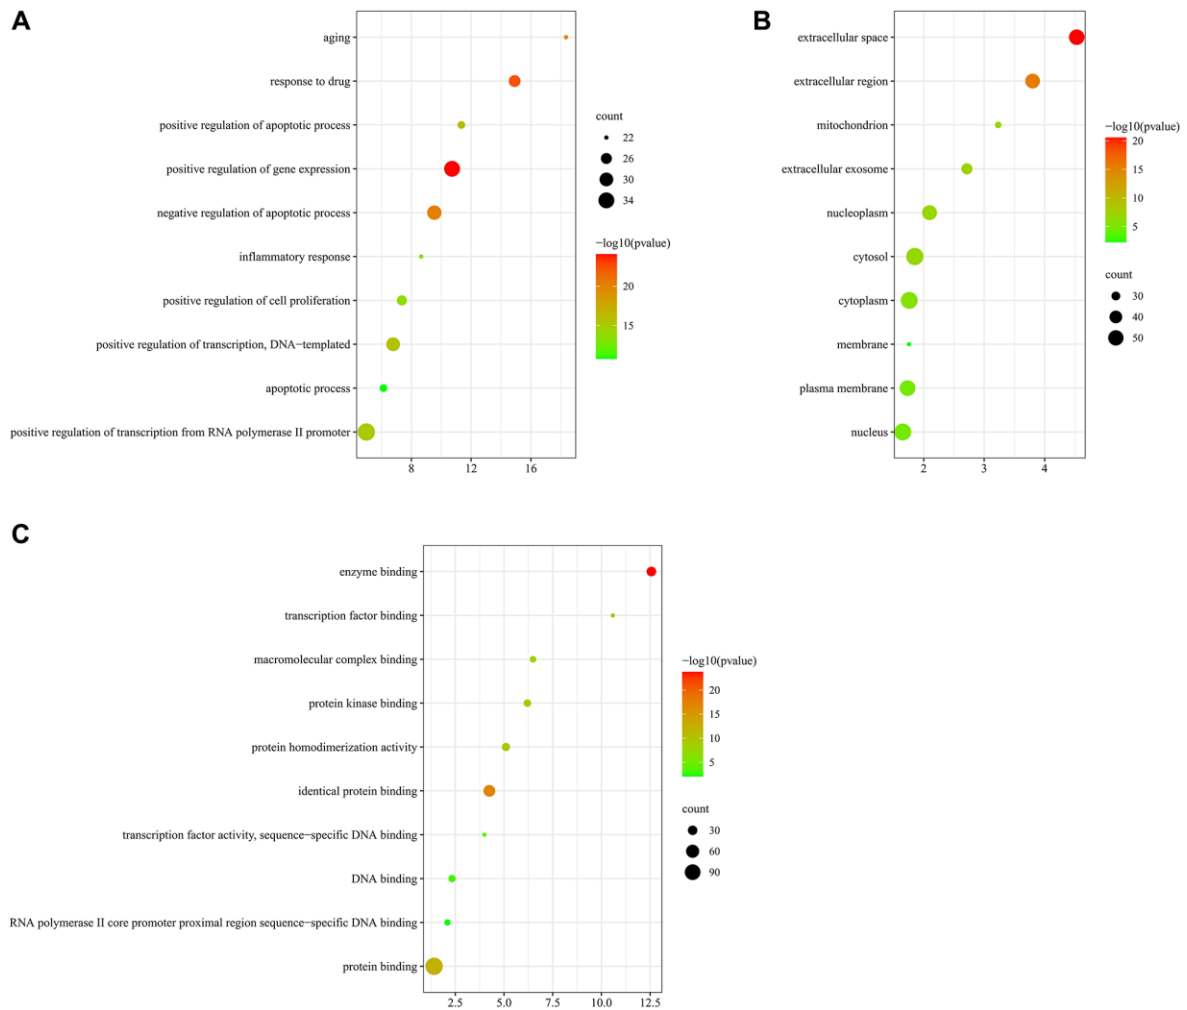 A
aging
response to drug
positive regulation of apoptotic process
positive regulation of gene expression
negative regulation of apoptotic process
inflammatory response
positive regulation of cell proliferation
positive regulation of transcription, DNA−templated
apoptotic process
positive regulation of transcription from RNA polymerase II promoter
8 12 16
count
22
26
30
34
−log10(pvalue)
20
15
B
extracellular space
extracellular region
mitochondrion
extracellular exosome
nucleoplasm
cytosol
cytoplasm
membrane
plasma membrane
nucleus
2 3 4
−log10(pvalue)
20
15
10
5
count
30
40
50
C
enzyme binding
transcription factor binding
macromolecular complex binding
protein kinase binding
protein homodimerization activity
identical protein binding
transcription factor activity, sequence−specific DNA binding
DNA binding
RNA polymerase II core promoter proximal region sequence−specific DNA binding
protein binding
2.5 5.0 7.5 10.0 12.5
−log10(pvalue)
20
15
10
5
count
30
60
90